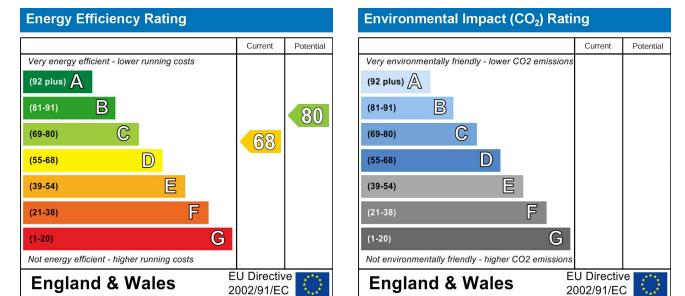 Energy Efficiency Rating
Current Potential
Very energy efficient - lower running costs
(92 plus) A
(81-91) B
(69-80) C
(55-68) D
(39-54) E
(21-38) F
(1-20) G
68
80
Not energy efficient - higher running costs
England & Wales
EU Directive
2002/91/EC
Environmental Impact (CO₂) Rating
Current Potential
Very environmentally friendly - lower CO2 emissions
(92 plus) A
(81-91) B
(69-80) C
(55-68) D
(39-54) E
(21-38) F
(1-20) G
Not environmentally friendly - higher CO2 emissions
England & Wales
EU Directive
2002/91/EC